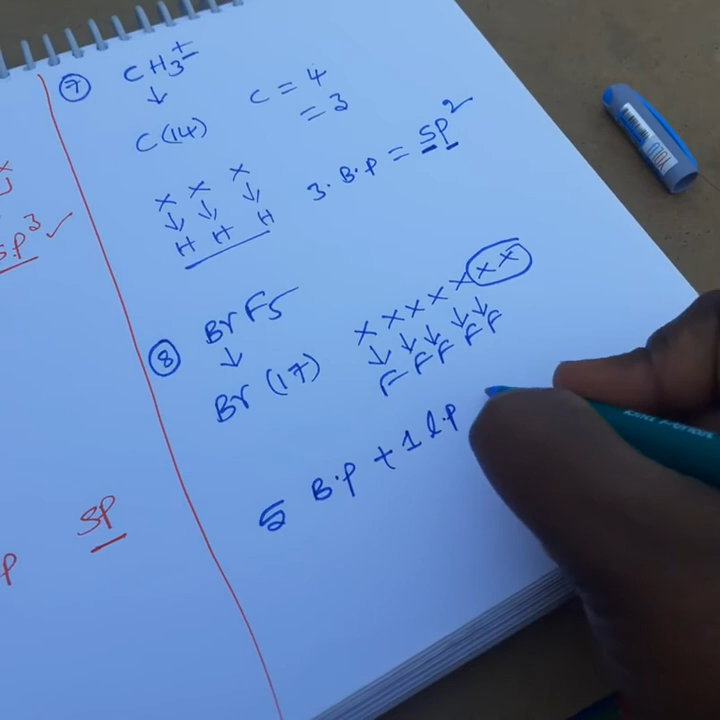 sp³ ✓
p
sp
⑦ CH₃⁺
↓
C (14)
C = 4
= 3
x x x
↓ ↓ ↓
H H H
3. B.P = sp²
⑧ BrF5
↓
Br (17)
x x x x x x x
↓ ↓ ↓ ↓ ↓
F F F F F
5 B.P + 1 l.p